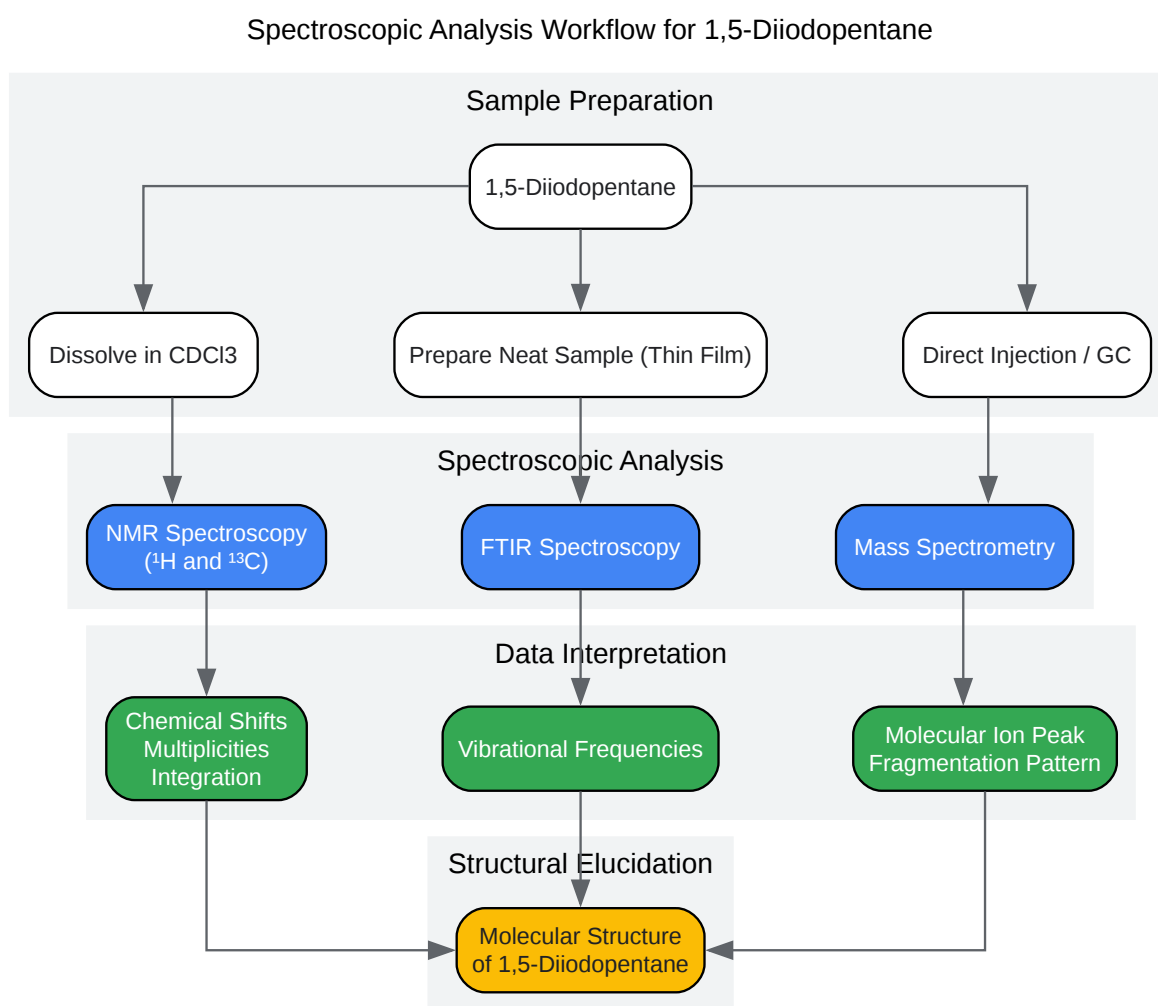 Spectroscopic Analysis Workflow for 1,5-Diiodopentane
Sample Preparation
1,5-Diiodopentane
Dissolve in CDCl3
Prepare Neat Sample (Thin Film)
Direct Injection / GC
Spectroscopic Analysis
NMR Spectroscopy
(¹H and ¹³C)
FTIR Spectroscopy
Mass Spectrometry
Data Interpretation
Chemical Shifts
Multiplicities
Integration
Vibrational Frequencies
Molecular Ion Peak
Fragmentation Pattern
Structural Elucidation
Molecular Structure
of 1,5-Diiodopentane